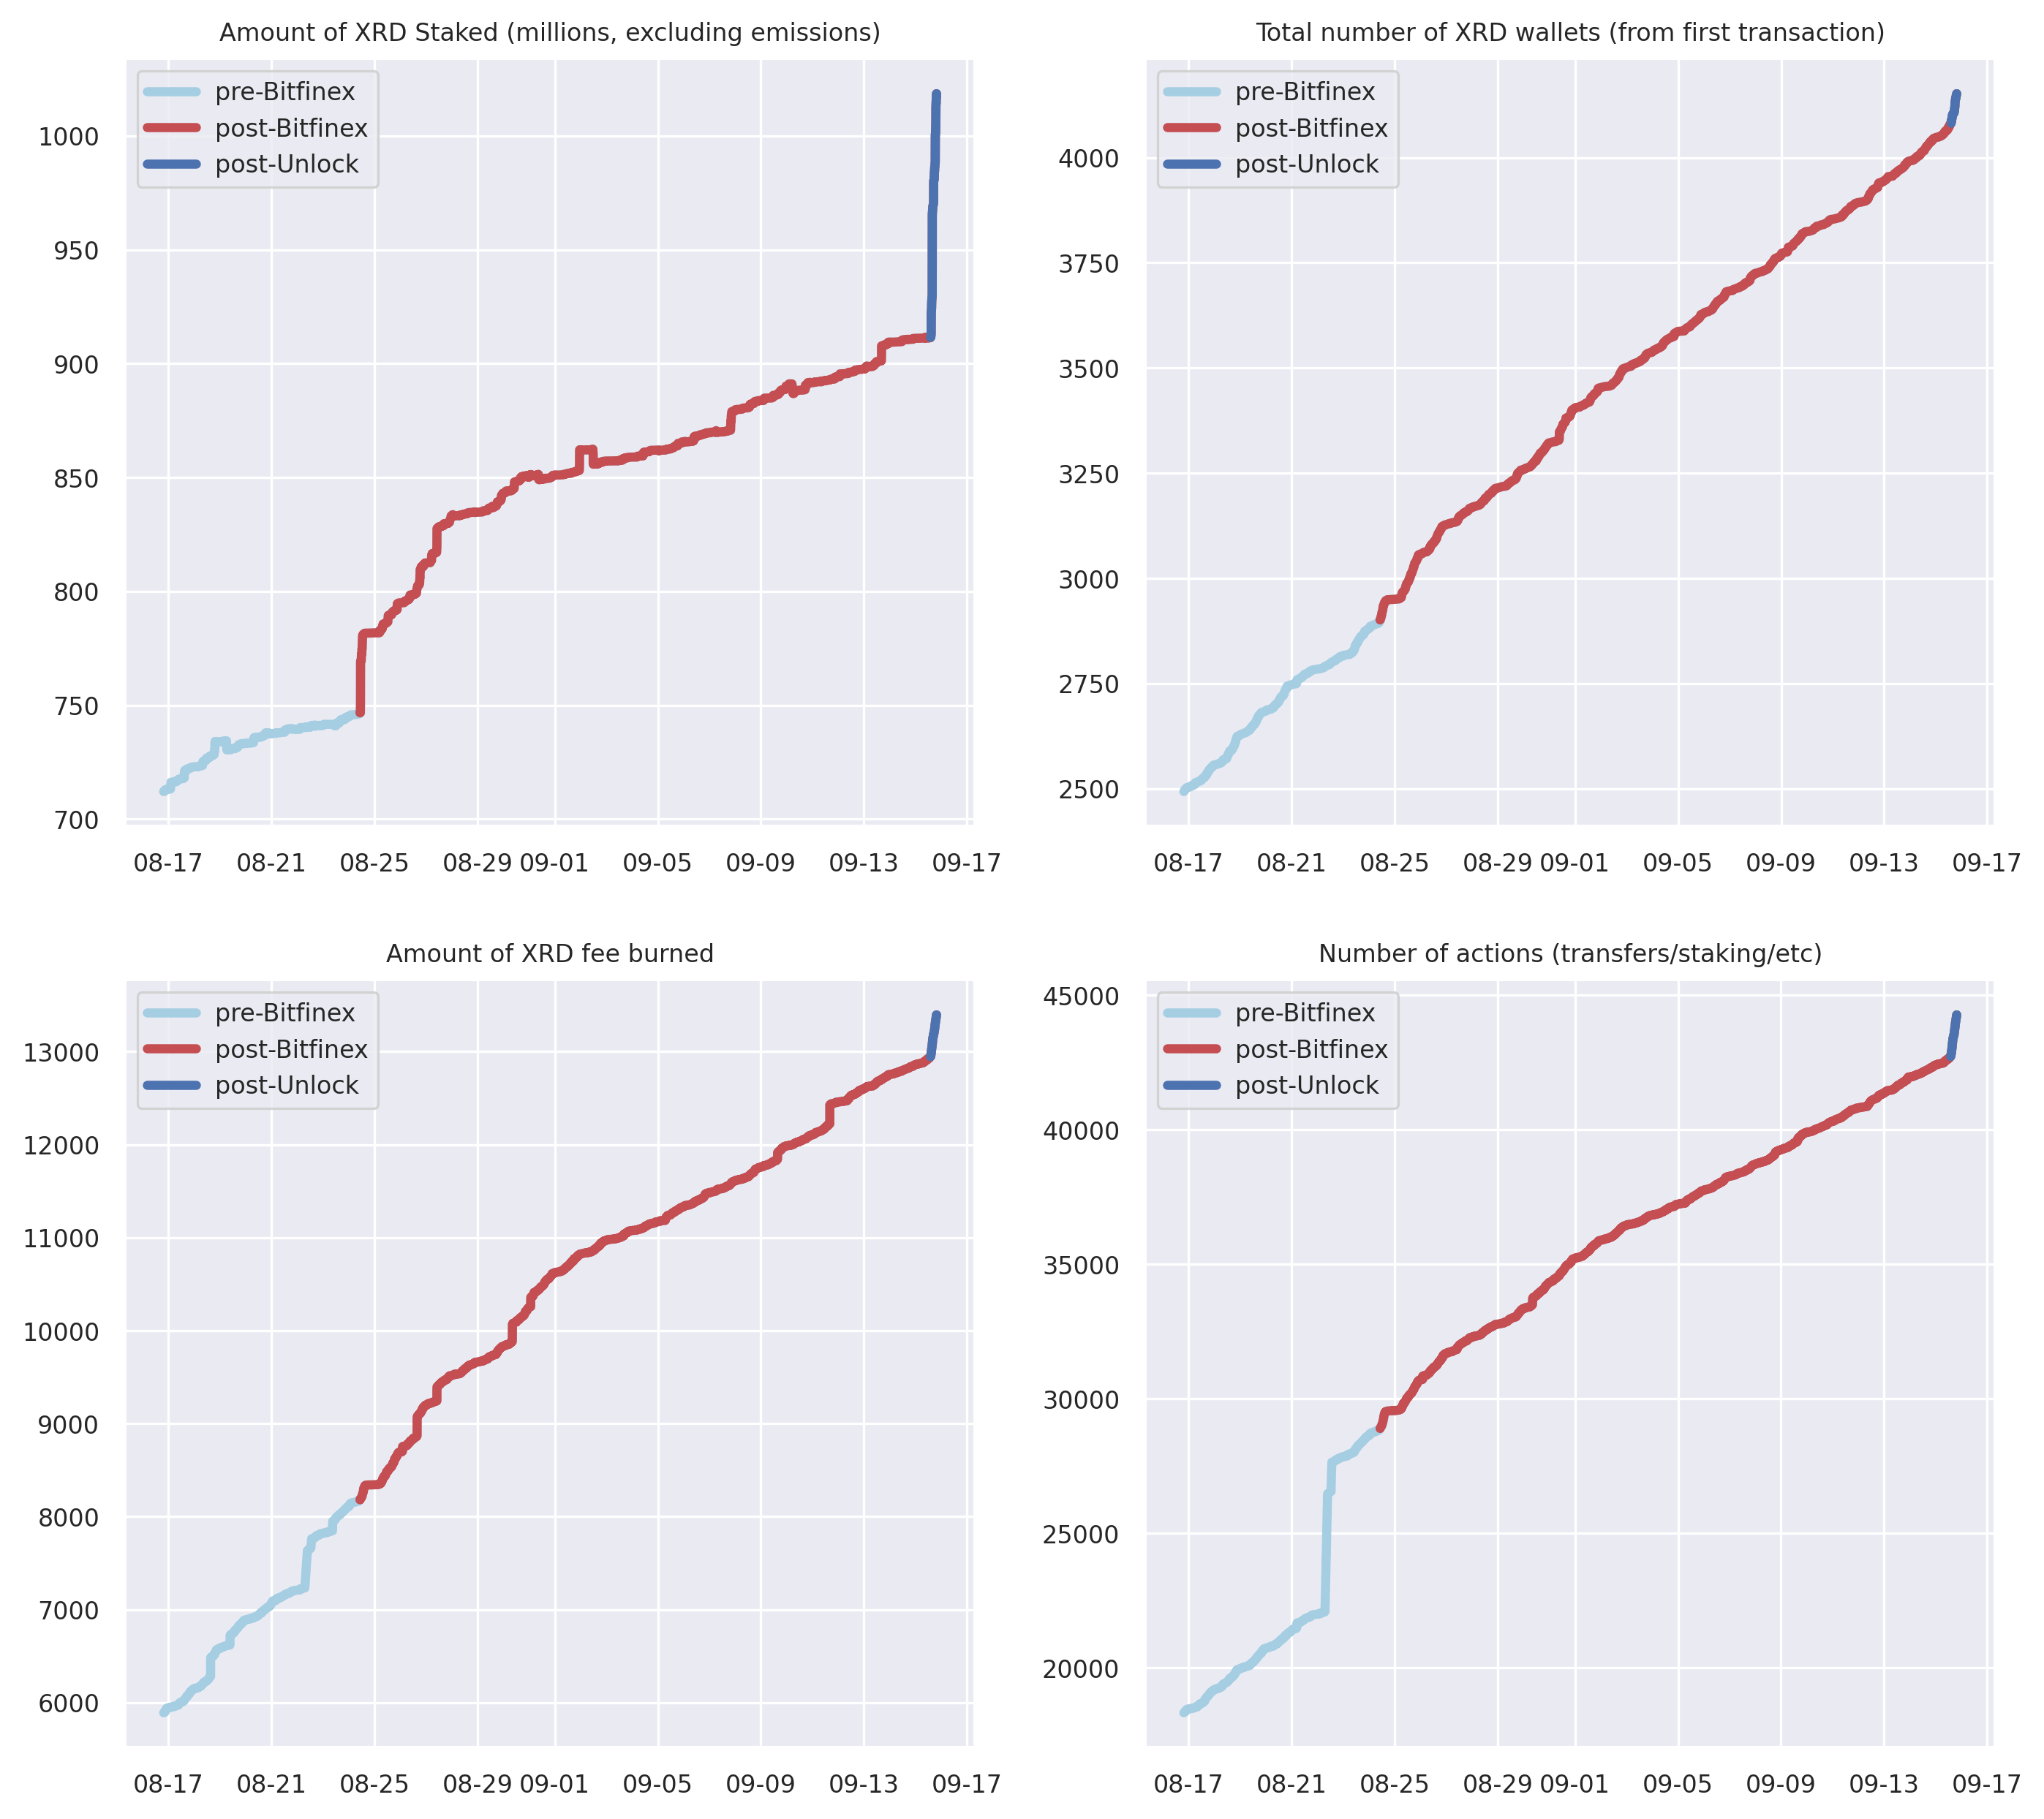 Amount of XRD Staked (millions, excluding emissions)
pre-Bitfinex
post-Bitfinex
post-Unlock
1000
950
900
850
800
750
700
08-17 08-21 08-25 08-29 09-01 09-05 09-09 09-13 09-17
Total number of XRD wallets (from first transaction)
pre-Bitfinex
post-Bitfinex
post-Unlock
4000
3750
3500
3250
3000
2750
2500
08-17 08-21 08-25 08-29 09-01 09-05 09-09 09-13 09-17
Amount of XRD fee burned
pre-Bitfinex
post-Bitfinex
post-Unlock
13000
12000
11000
10000
9000
8000
7000
6000
08-17 08-21 08-25 08-29 09-01 09-05 09-09 09-13 09-17
Number of actions (transfers/staking/etc)
pre-Bitfinex
post-Bitfinex
post-Unlock
45000
40000
35000
30000
25000
20000
08-17 08-21 08-25 08-29 09-01 09-05 09-09 09-13 09-17